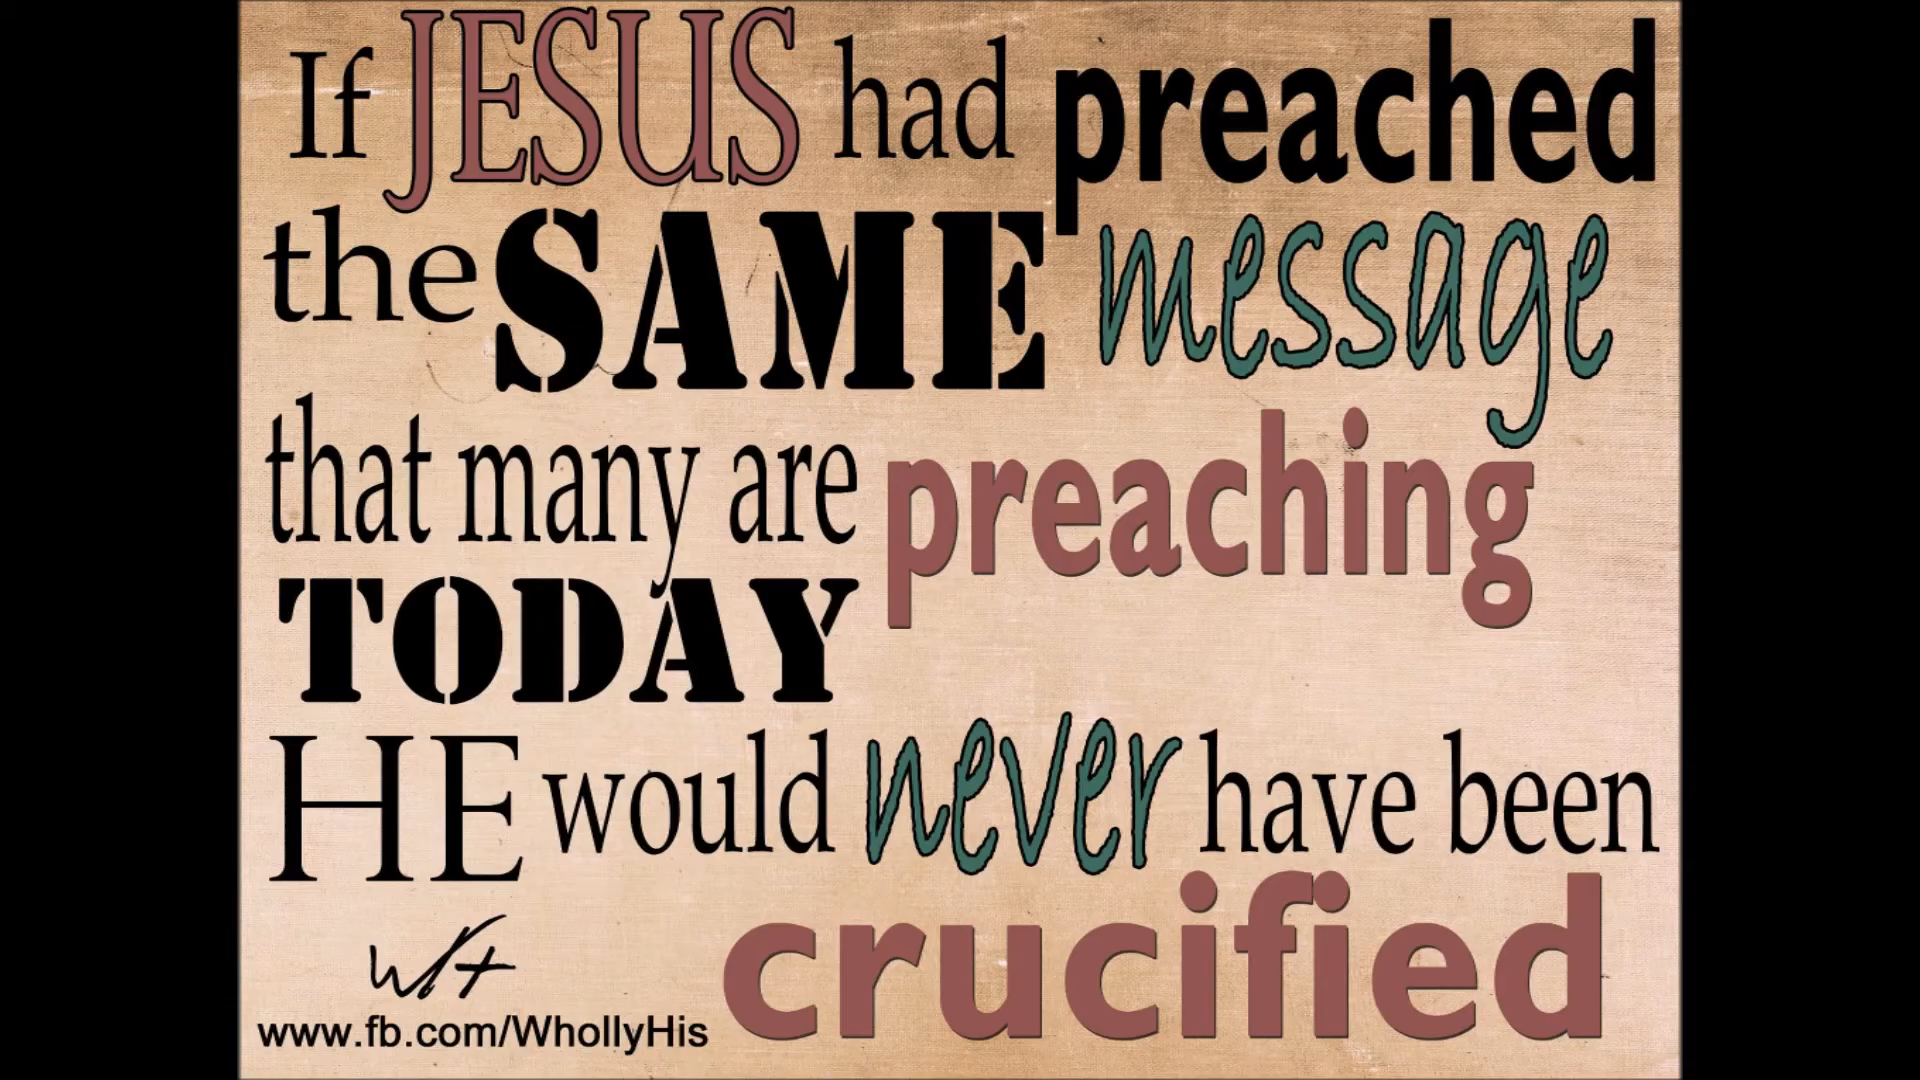 If JESUS had preached
the SAME message
that many are preaching
TODAY
HE would never have been
crucified
www.fb.com/WhollyHis